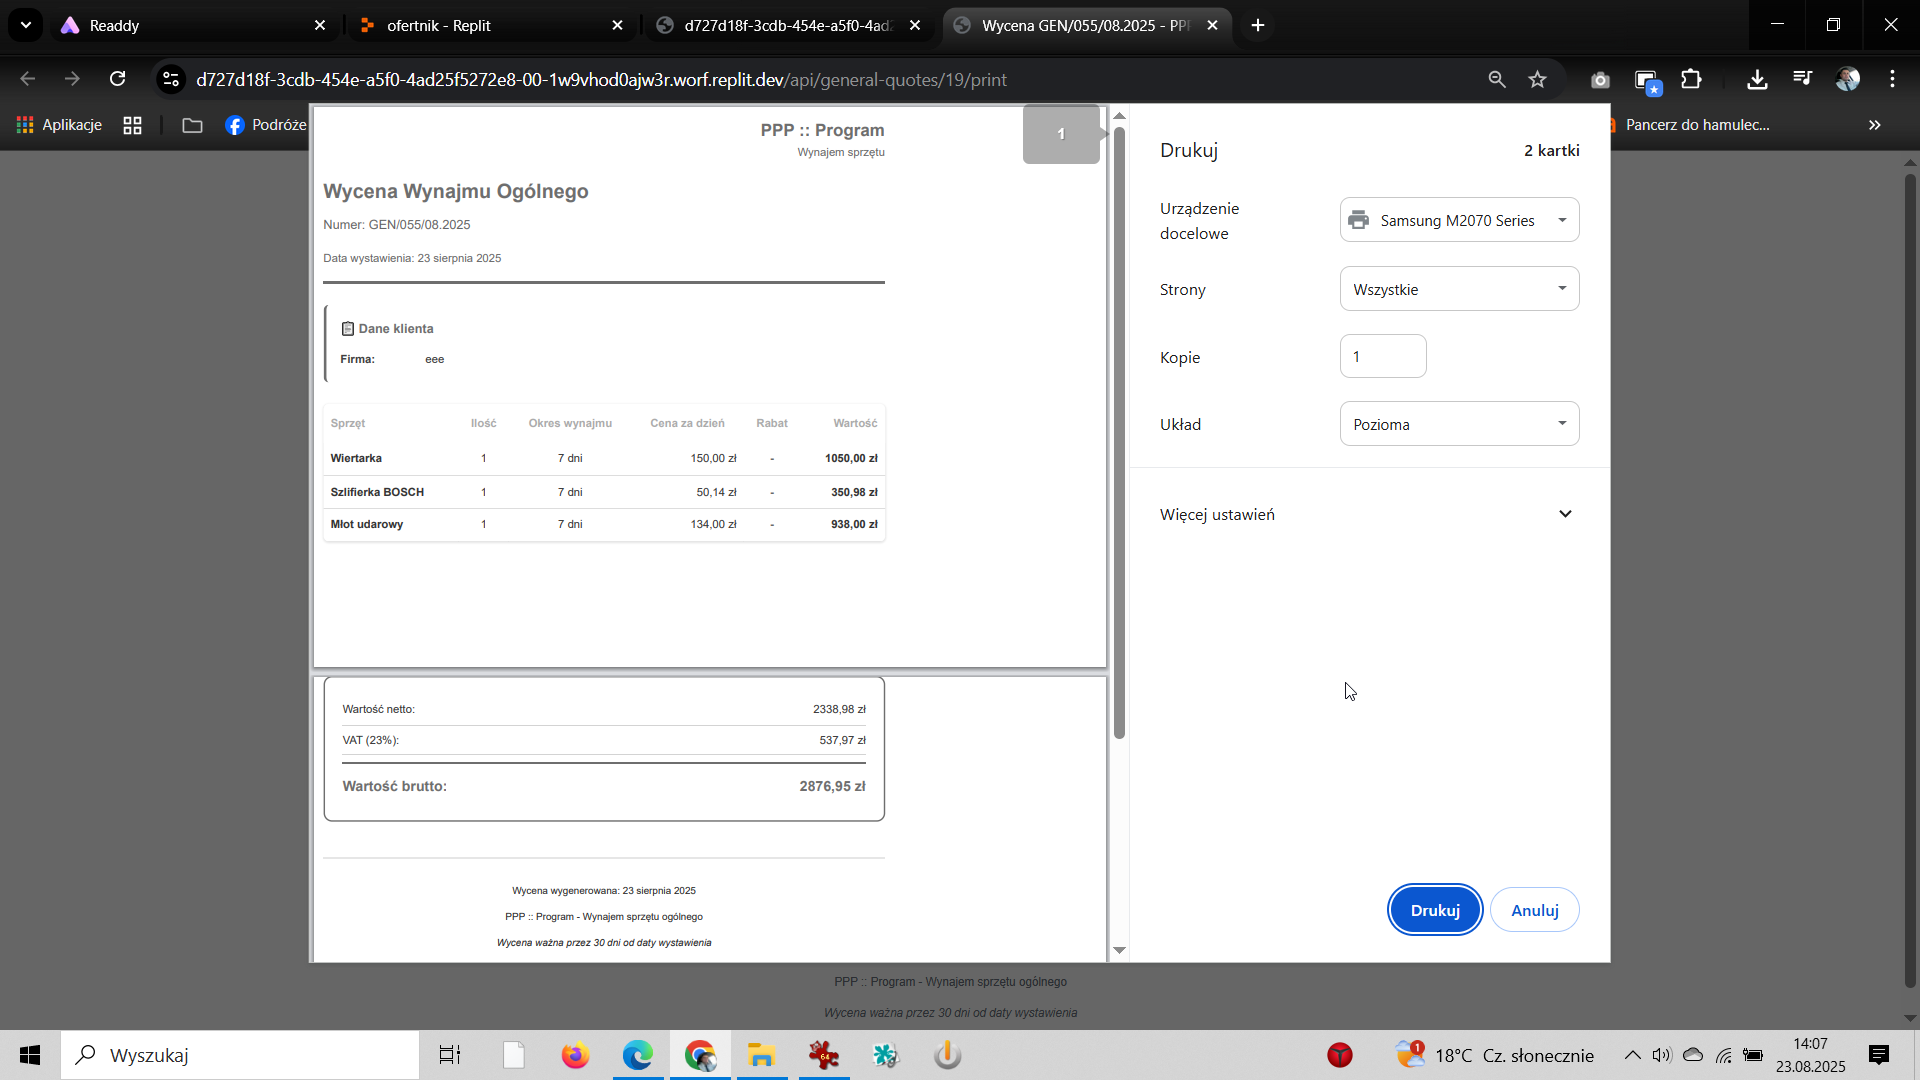 Readdy
ofertnik - Replit
d727d18f-3cdb-454e-a5f0-4ad2
Wycena GEN/055/08.2025 - PPP
d727d18f-3cdb-454e-a5f0-4ad25f5272e8-00-1w9vhod0ajw3r.worf.replit.dev/api/general-quotes/19/print
Aplikacje
Podróże
Pancerz do hamulec...
PPP :: Program
Wynajem sprzętu
1
Wycena Wynajmu Ogólnego
Numer: GEN/055/08.2025
Data wystawienia: 23 sierpnia 2025
Dane klienta
Firma: eee
Sprzęt Ilość Okres wynajmu Cena za dzień Rabat Wartość
Wiertarka 1 7 dni 150,00 zł - 1050,00 zł
Szlifierka BOSCH 1 7 dni 50,14 zł - 350,98 zł
Młot udarowy 1 7 dni 134,00 zł - 938,00 zł
Wartość netto: 2338,98 zł
VAT (23%): 537,97 zł
Wartość brutto: 2876,95 zł
Wycena wygenerowana: 23 sierpnia 2025
PPP :: Program - Wynajem sprzętu ogólnego
Wycena ważna przez 30 dni od daty wystawienia
Drukuj 2 kartki
Urządzenie docelowe Samsung M2070 Series
Strony Wszystkie
Kopie 1
Układ Pozioma
Więcej ustawień
Drukuj Anuluj
PPP :: Program - Wynajem sprzętu ogólnego
Wycena ważna przez 30 dni od daty wystawienia
Wyszukaj
64
1
18°C Cz. słonecznie
14:07
23.08.2025